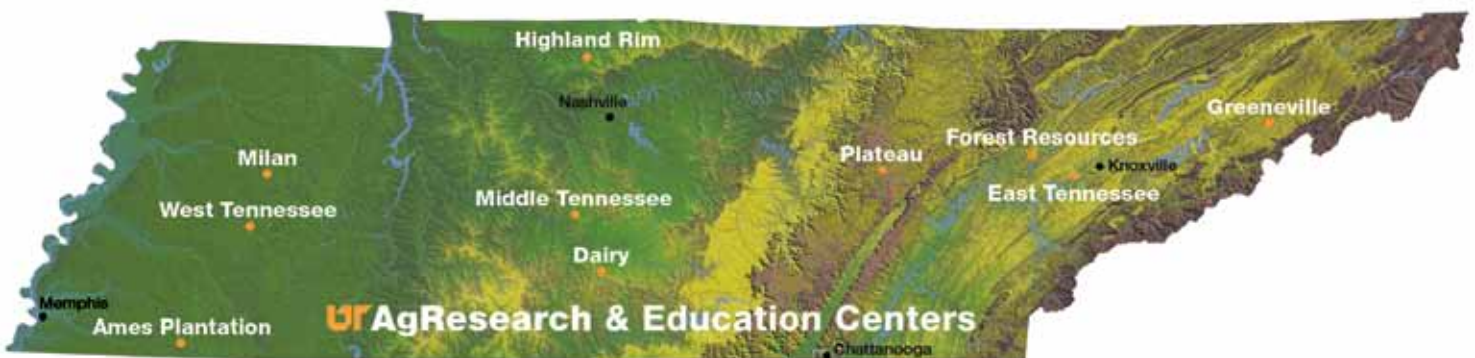 Highland Rim
Nashville
Greeneville
Forest Resources
Milan
Plateau
Knoxville
East Tennessee
Middle Tennessee
West Tennessee
Dairy
Memphis
Ames Plantation
UT AgResearch & Education Centers
Chattanooga